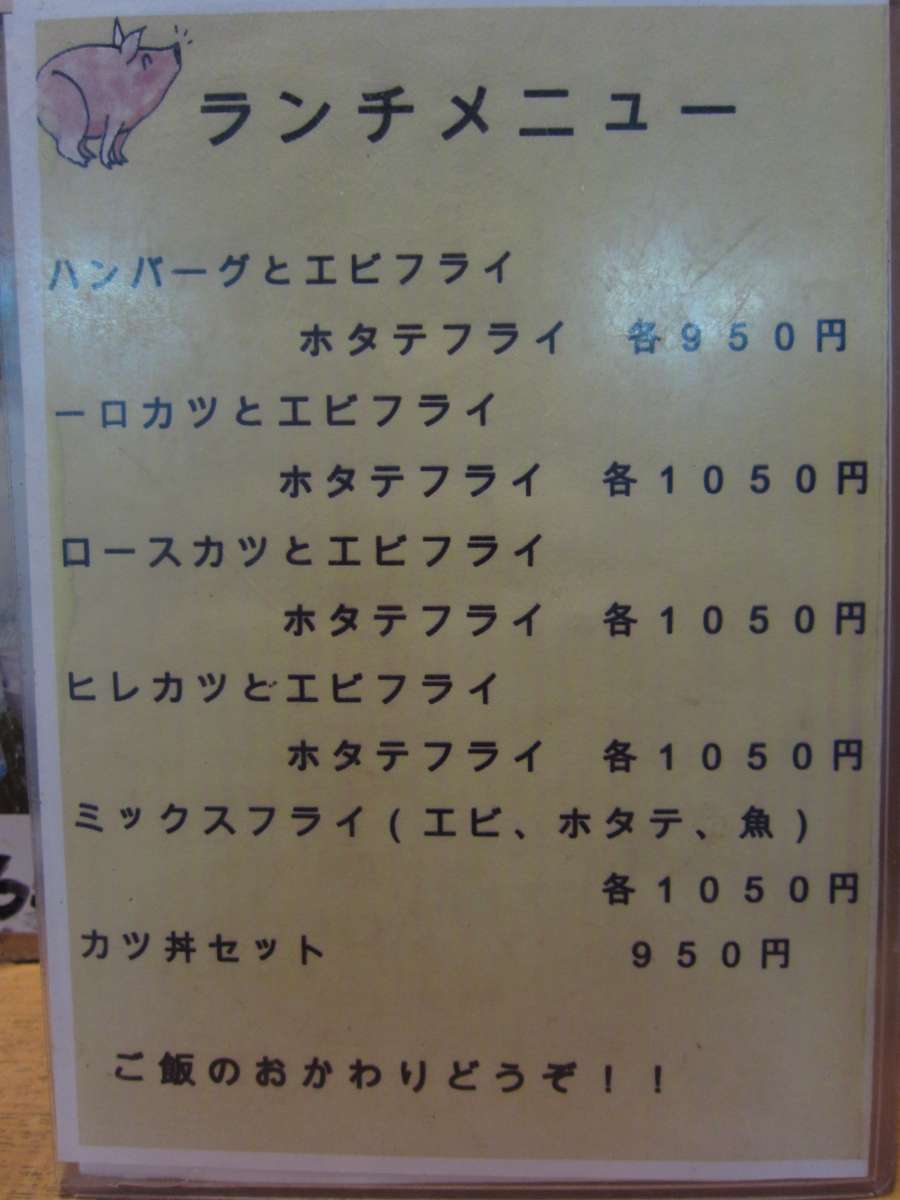 ランチメニュー
ハンバーグとエビフライ
ホタテフライ 各950円
一口カツとエビフライ
ホタテフライ 各1050円
ロースカツとエビフライ
ホタテフライ 各1050円
ヒレカツとエビフライ
ホタテフライ 各1050円
ミックスフライ(エビ、ホタテ、魚)
各1050円
カツ丼セット 950円
ご飯のおかわりどうぞ!!